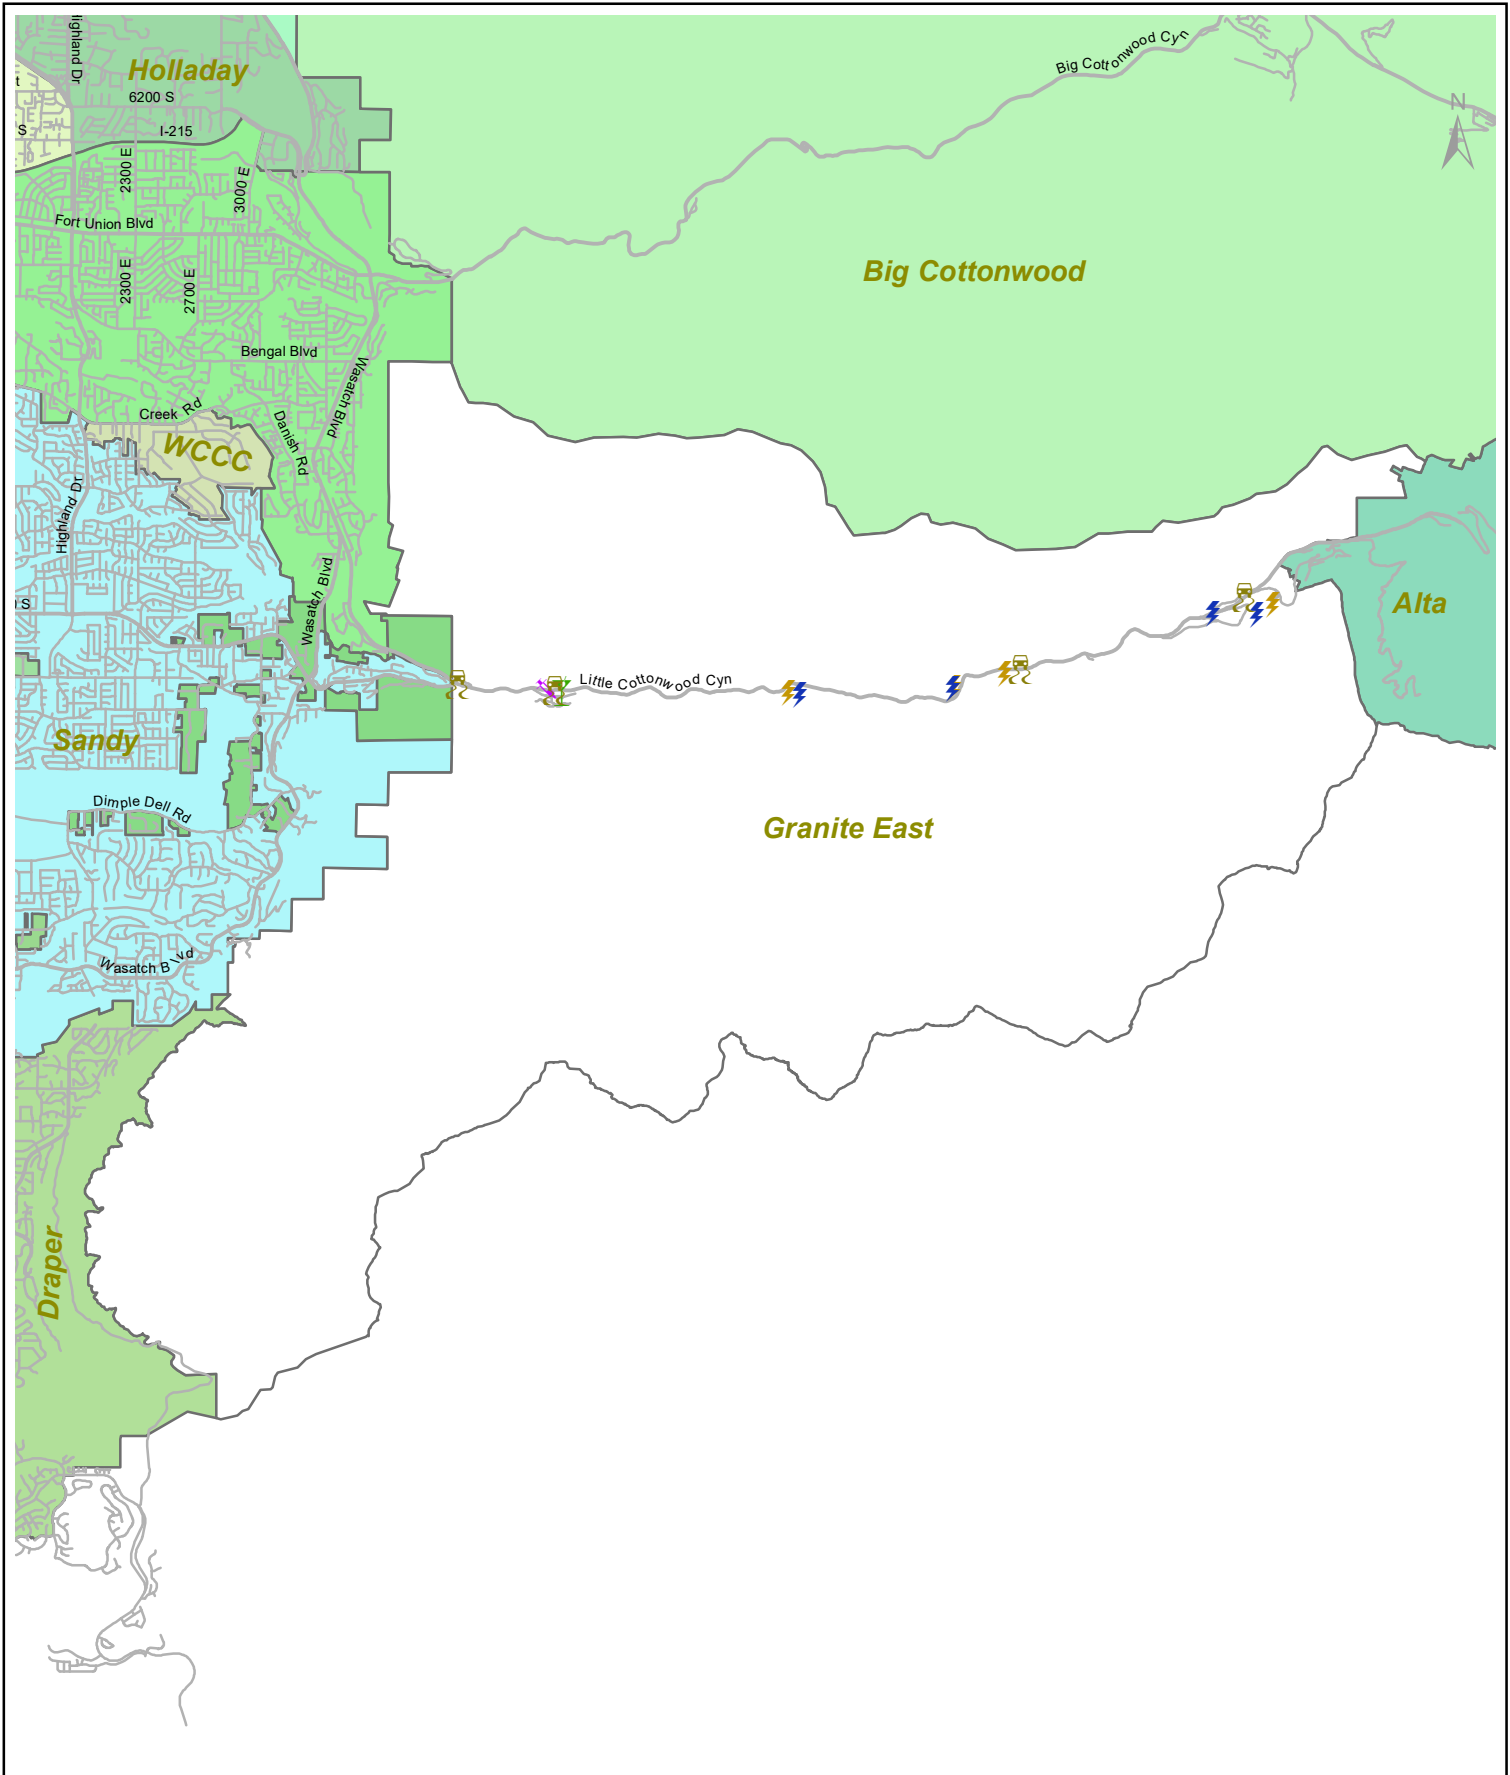 Highland Dr
Holladay
6200 S
I-215
t
S
2300 E
3000 E
Fort Union Blvd
2300 E
2700 E
Bengal Blvd
Wasatch Blvd
Creek Rd
WCCC
Danish Rd
Highland Dr
Big Cottonwood Cyn
N
Big Cottonwood
Wasatch Blvd
S
Little Cottonwood Cyn
Alta
Sandy
Dimple Dell Rd
Granite East
Wasatch Blvd
Draper